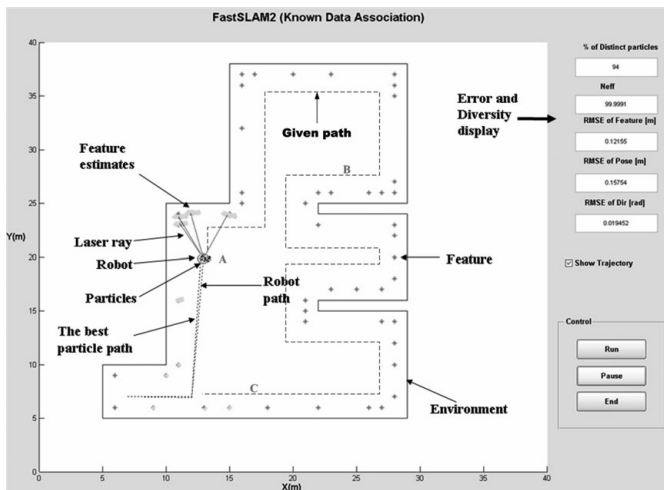 FastSLAM2 (Known Data Association)
% of Distinct particles
94
Neff
99.9991
RMSE of Feature [m]
0.12155
RMSE of Pose [m]
0.15754
RMSE of Dir [rad]
0.019452
Show Trajectory
Control
Run
Pause
End
Error and
Diversity
display
Given path
Feature
estimates
B
Laser ray
Robot
A
Particles
Robot
path
Feature
The best
particle path
C
Environment
Y(m)
40
35
30
25
20
15
10
5
0
0
5
10
15
20
25
30
35
40
X(m)